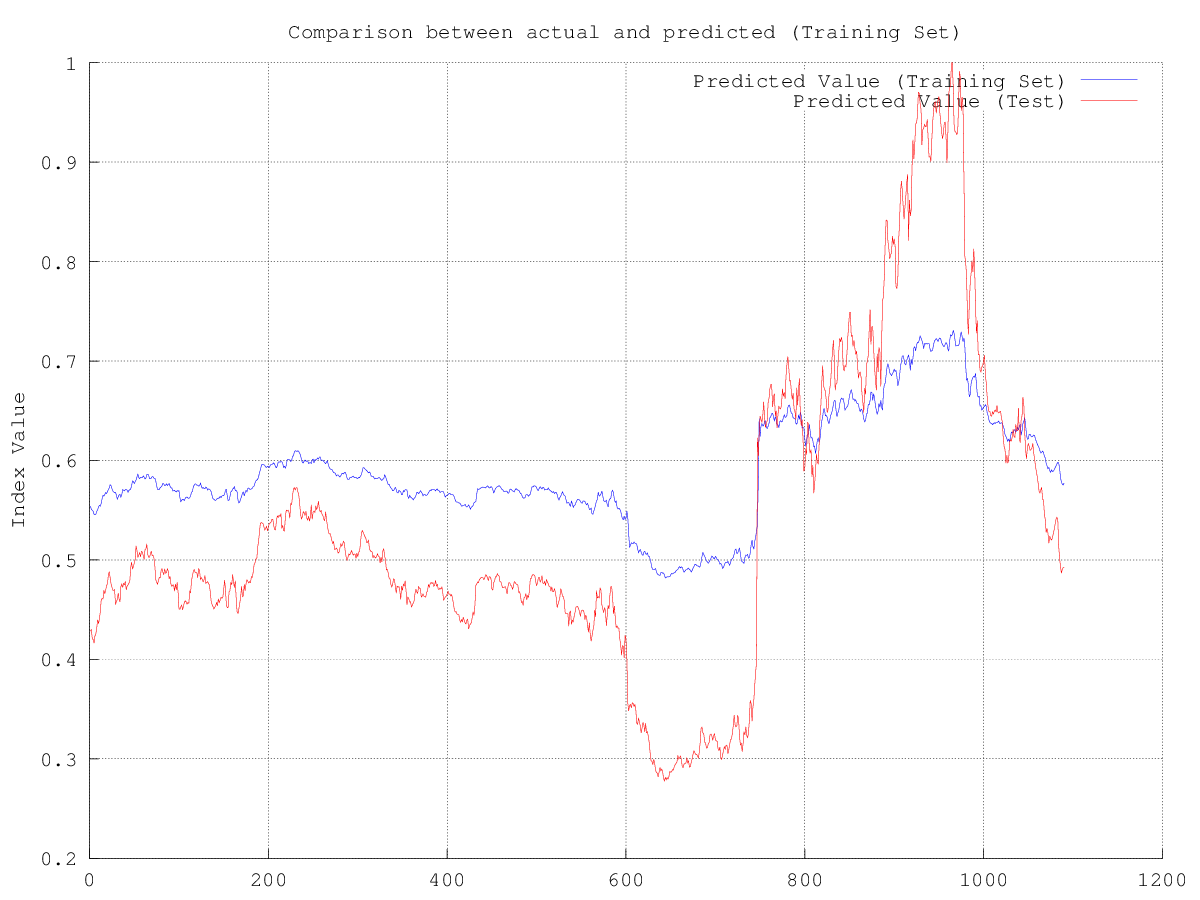 Comparison between actual and predicted (Training Set)
Predicted Value (Training Set)
Predicted Value (Test)
Index Value
1
0.9
0.8
0.7
0.6
0.5
0.4
0.3
0.2
0 200 400 600 800 1000 1200